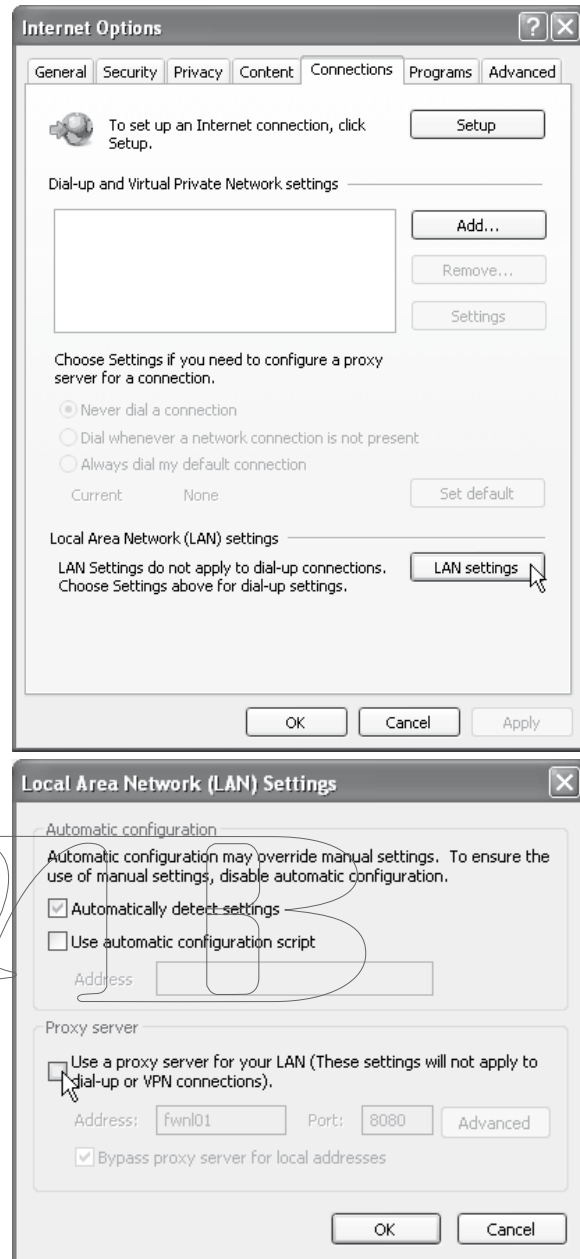 Internet Options
General Security Privacy Content Connections Programs Advanced
To set up an Internet connection, click
Setup.
Setup
Dial-up and Virtual Private Network settings
Add...
Remove...
Settings
Choose Settings if you need to configure a proxy
server for a connection.
Never dial a connection
Dial whenever a network connection is not present
Always dial my default connection
Current None
Set default
Local Area Network (LAN) settings
LAN Settings do not apply to dial-up connections.
Choose Settings above for dial-up settings.
LAN settings
OK Cancel Apply
Local Area Network (LAN) Settings
Automatic configuration
Automatic configuration may override manual settings. To ensure the
use of manual settings, disable automatic configuration.
Automatically detect settings
Use automatic configuration script
Address
Proxy server
Use a proxy server for your LAN (These settings will not apply to
dial-up or VPN connections).
Address: fwnl01 Port: 8080 Advanced
Bypass proxy server for local addresses
OK Cancel